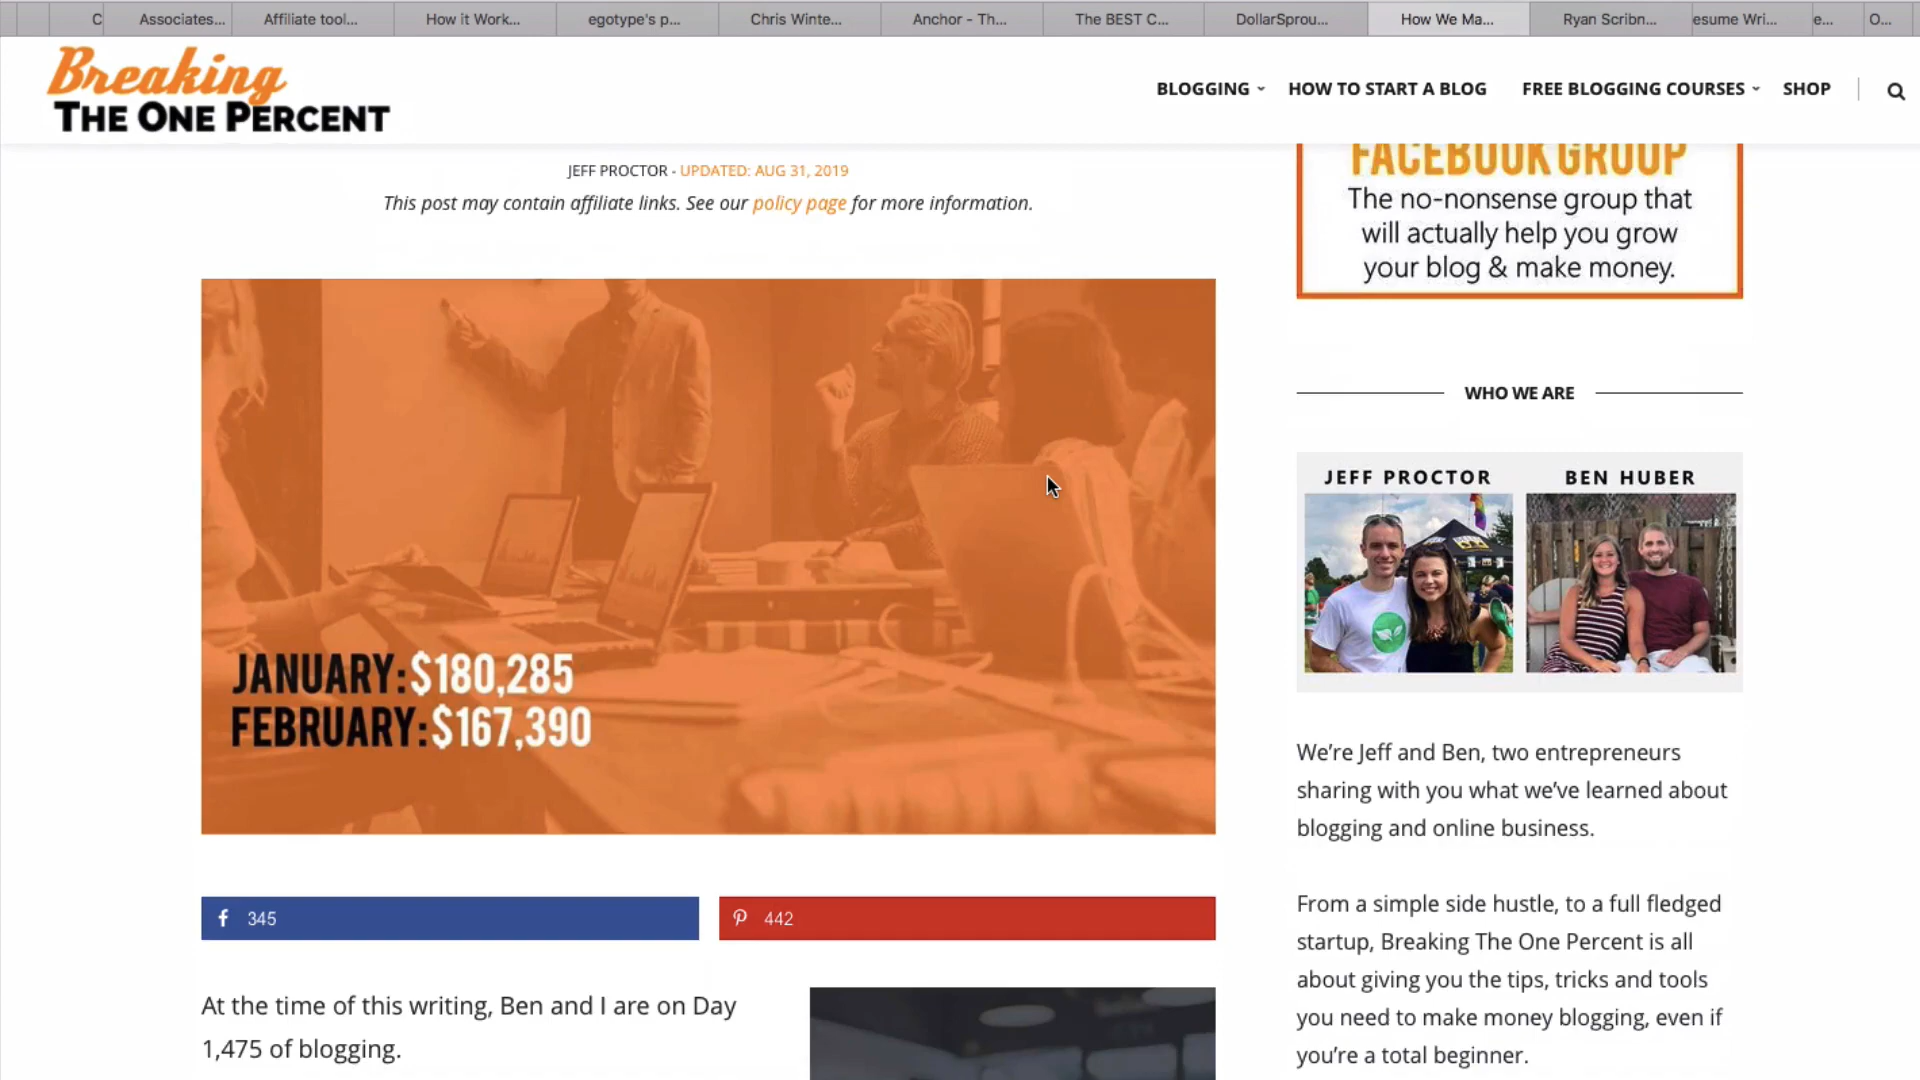 C
Associates...
Affiliate tool...
How it Work...
egotype's p...
Chris Winte...
Anchor - Th...
The BEST C...
DollarSprou...
How We Ma...
Ryan Scribn...
esume Wri...
e...
O...
Breaking
THE ONE PERCENT
BLOGGING
HOW TO START A BLOG
FREE BLOGGING COURSES
SHOP
JEFF PROCTOR - UPDATED: AUG 31, 2019
This post may contain affiliate links. See our policy page for more information.
JANUARY: $180,285
FEBRUARY: $167,390
345
442
At the time of this writing, Ben and I are on Day
1,475 of blogging.
FACEBOOK GROUP
The no-nonsense group that
will actually help you grow
your blog & make money.
WHO WE ARE
JEFF PROCTOR
BEN HUBER
We’re Jeff and Ben, two entrepreneurs
sharing with you what we’ve learned about
blogging and online business.
From a simple side hustle, to a full fledged
startup, Breaking The One Percent is all
about giving you the tips, tricks and tools
you need to make money blogging, even if
you’re a total beginner.